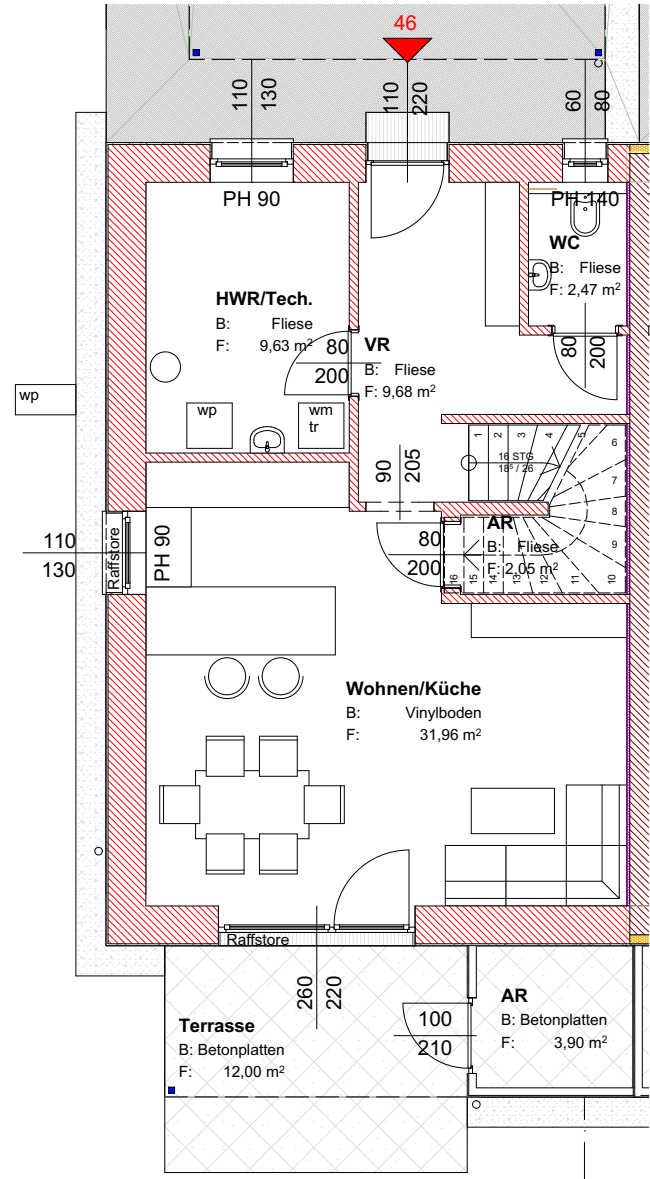 46
110
130
110
220
60
80
PH 90
PH 140
WC
B: Fliese
F: 2,47 m²
HWR/Tech.
B: Fliese
F: 9,63 m²
80
200
VR
B: Fliese
F: 9,68 m²
80
200
wp
wp
wm
tr
90
205
1 2 3 4 5 6 7 8 9 10 11 12 13 14 15 16
16 STG
18⁵ / 26
110
130
Raffstore
PH 90
80
200
AR
B: Fliese
F: 2,05 m²
Wohnen/Küche
B: Vinylboden
F: 31,96 m²
Raffstore
260
220
Terrasse
B: Betonplatten
F: 12,00 m²
100
210
AR
B: Betonplatten
F: 3,90 m²